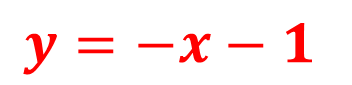 y = −x − 1